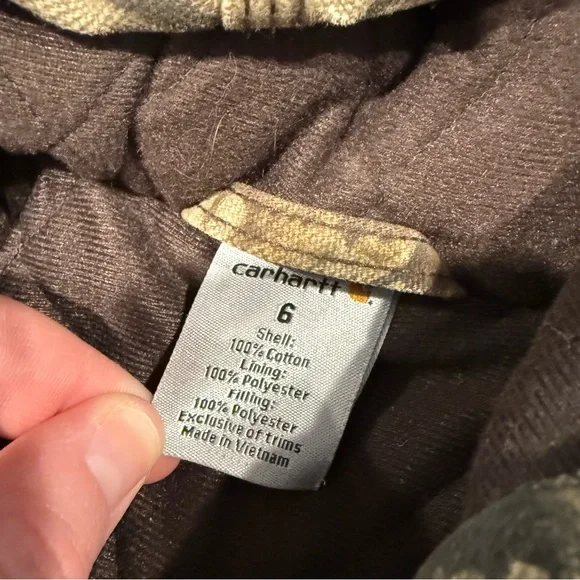 carhartt
6
Shell:
100% Cotton
Lining:
100% Polyester
Filling:
100% Polyester
Exclusive of trims
Made in Vietnam